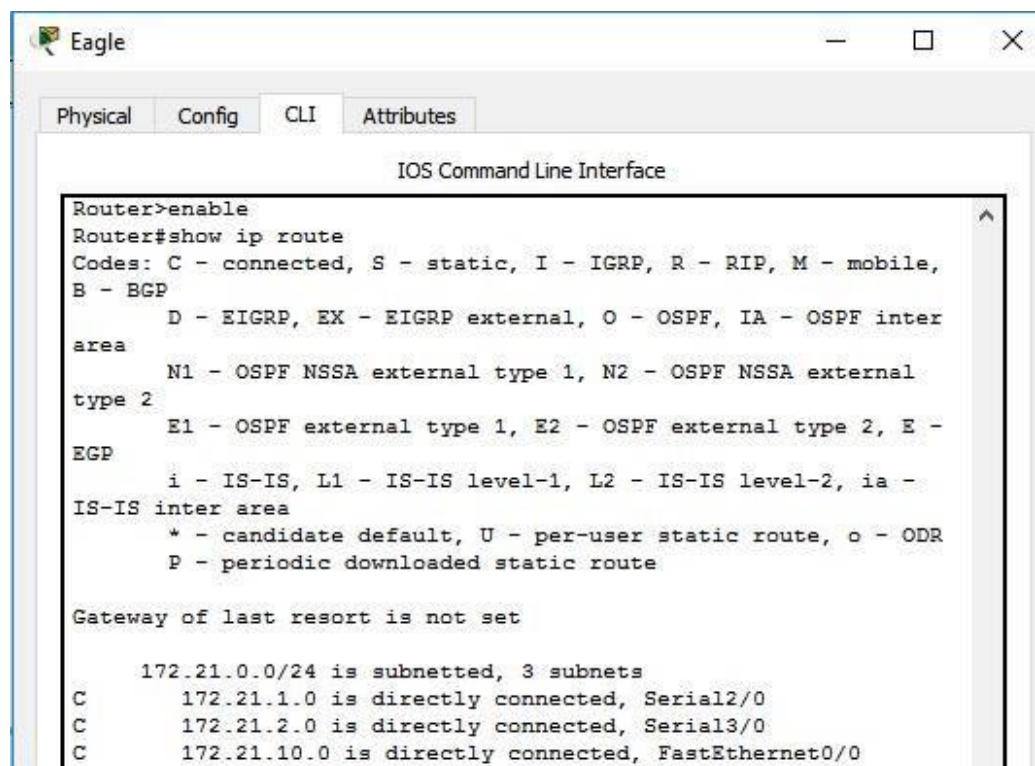 Eagle
Physical Config CLI Attributes
IOS Command Line Interface
Router>enable
Router#show ip route
Codes: C - connected, S - static, I - IGRP, R - RIP, M - mobile,
B - BGP
D - EIGRP, EX - EIGRP external, O - OSPF, IA - OSPF inter
area
N1 - OSPF NSSA external type 1, N2 - OSPF NSSA external
type 2
E1 - OSPF external type 1, E2 - OSPF external type 2, E -
EGP
i - IS-IS, L1 - IS-IS level-1, L2 - IS-IS level-2, ia -
IS-IS inter area
* - candidate default, U - per-user static route, o - ODR
P - periodic downloaded static route
Gateway of last resort is not set
172.21.0.0/24 is subnetted, 3 subnets
C 172.21.1.0 is directly connected, Serial2/0
C 172.21.2.0 is directly connected, Serial3/0
C 172.21.10.0 is directly connected, FastEthernet0/0